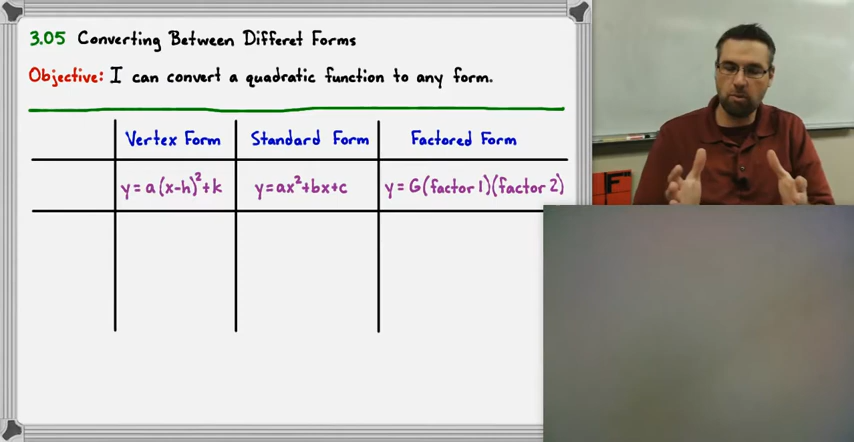 3.05 Converting Between Differet Forms
Objective: I can convert a quadratic function to any form.
Vertex Form Standard Form Factored Form
y=a(x-h)²+k y=ax²+bx+c y=G(factor 1)(factor 2)
F